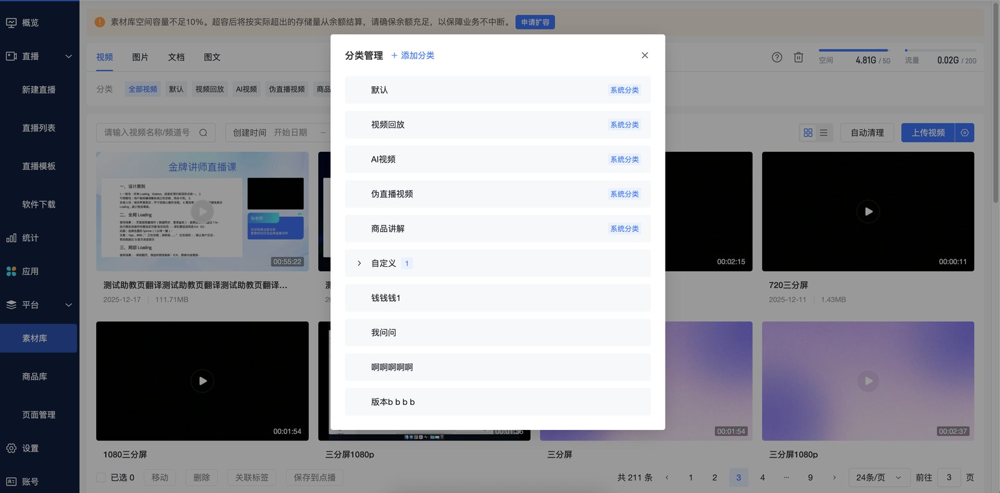 概览
直播
新建直播
直播列表
直播模板
软件下载
统计
应用
平台
素材库
商品库
页面管理
设置
账号
素材库空间容量不足10%。超容后将按实际超出的存储量从余额结算，请确保余额充足，以保障业务不中断。 申请扩容
视频 图片 文档 图文
空间 4.81G / 5G 流量 0.02G / 20G
分类 全部视频 默认 视频回放 AI视频 伪直播视频 商品
请输入视频名称/频道号 创建时间 开始日期 –
自动清理 上传视频
分类管理 + 添加分类
默认 系统分类
视频回放 系统分类
AI视频 系统分类
伪直播视频 系统分类
商品讲解 系统分类
自定义 1
钱钱钱1
我问问
啊啊啊啊啊
版本b b b b
金牌讲师直播课
一、设计原则
二、全局 Loading
三、局部 Loading
张老师
00:55:22
00:02:15
00:00:11
测试助教页翻译测试助教页翻译测试助教页翻译...
2025-12-17 111.71MB
720三分屏
2025-12-11 1.43MB
00:01:54
00:01:56
00:01:54
00:02:37
1080三分屏
三分屏1080p
三分屏
三分屏1080p
已选 0 移动 删除 关联标签 保存到点播
共 211 条 1 2 3 4 ... 9 24条/页 前往 3 页